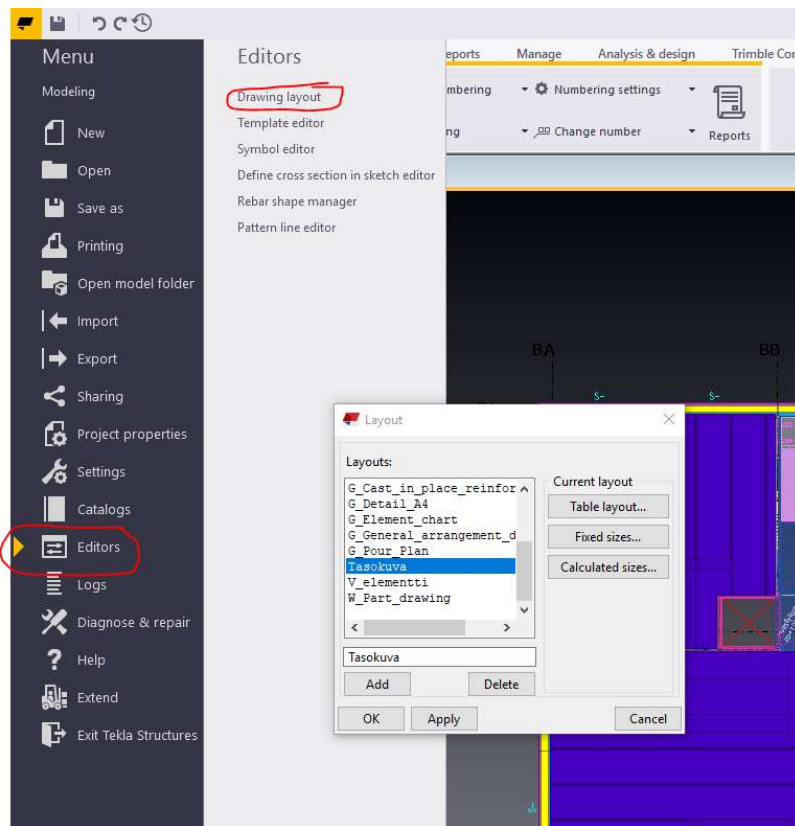 Menu
Modeling
New
Open
Save as
Printing
Open model folder
Import
Export
Sharing
Project properties
Settings
Catalogs
Editors
Logs
Diagnose & repair
Help
Extend
Exit Tekla Structures
Editors
Drawing layout
Template editor
Symbol editor
Define cross section in sketch editor
Rebar shape manager
Pattern line editor
eports Manage Analysis & design Trimble Cor
mbering Numbering settings
ng Change number
Reports
BA BB
S- S-
Layout
Layouts:
G_Cast_in_place_reinfor
G_Detail_A4
G_Element_chart
G_General_arrangement_d
G_Pour_Plan
Tasokuva
V_elementti
W_Part_drawing
Tasokuva
Add Delete
OK Apply Cancel
Current layout
Table layout...
Fixed sizes...
Calculated sizes...